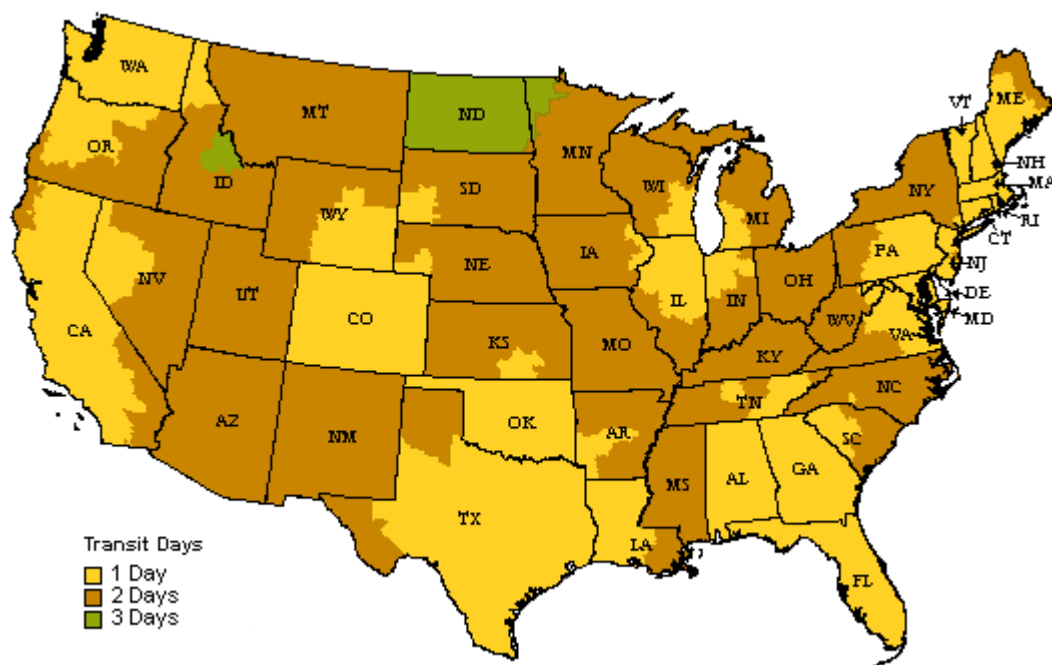 WA
MT
ND
ME
VT
OR
MN
NH
ID
SD
WI
NY
MA
WY
MI
RI
CT
IA
PA
NE
NJ
NV
OH
UT
IL
IN
DE
CO
WV
MD
CA
VA
KS
MO
KY
NC
TN
AZ
OK
AR
NM
SC
MS
AL
GA
TX
LA
FL
Transit Days
1 Day
2 Days
3 Days